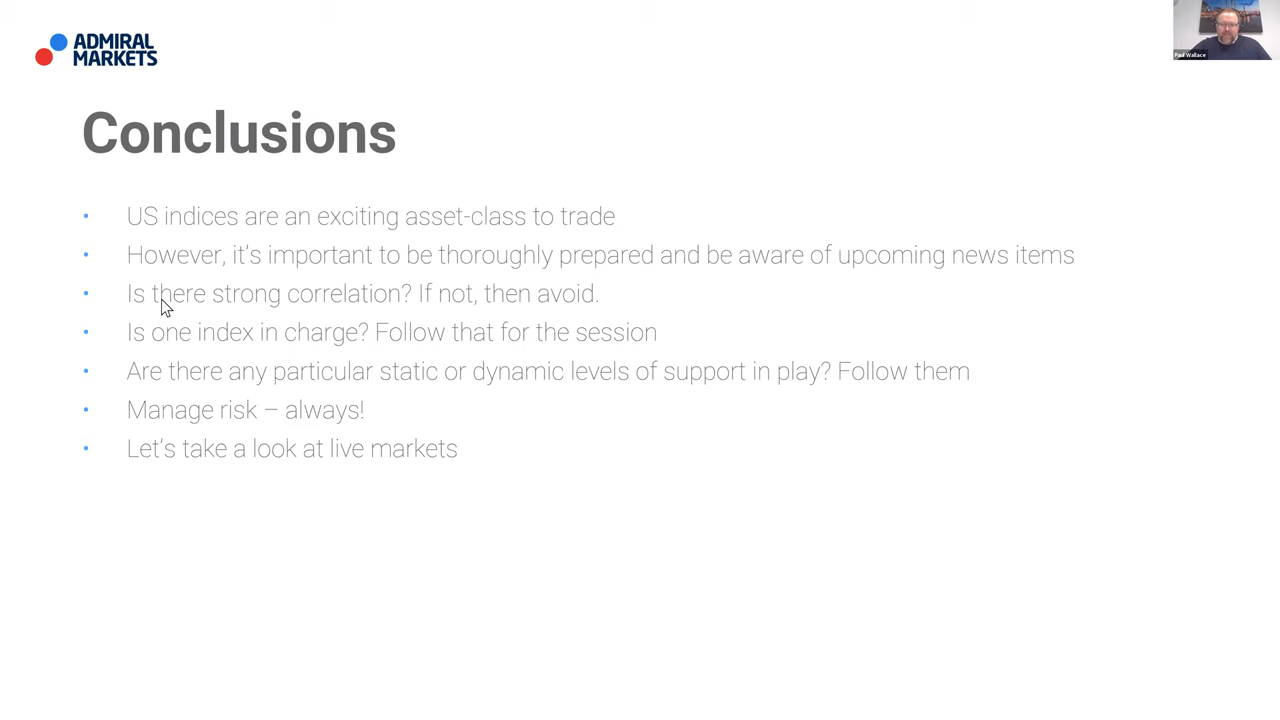 ADMIRAL
MARKETS
Paul Wallace
Conclusions
• US indices are an exciting asset-class to trade
• However, it's important to be thoroughly prepared and be aware of upcoming news items
• Is there strong correlation? If not, then avoid.
• Is one index in charge? Follow that for the session
• Are there any particular static or dynamic levels of support in play? Follow them
• Manage risk – always!
• Let's take a look at live markets